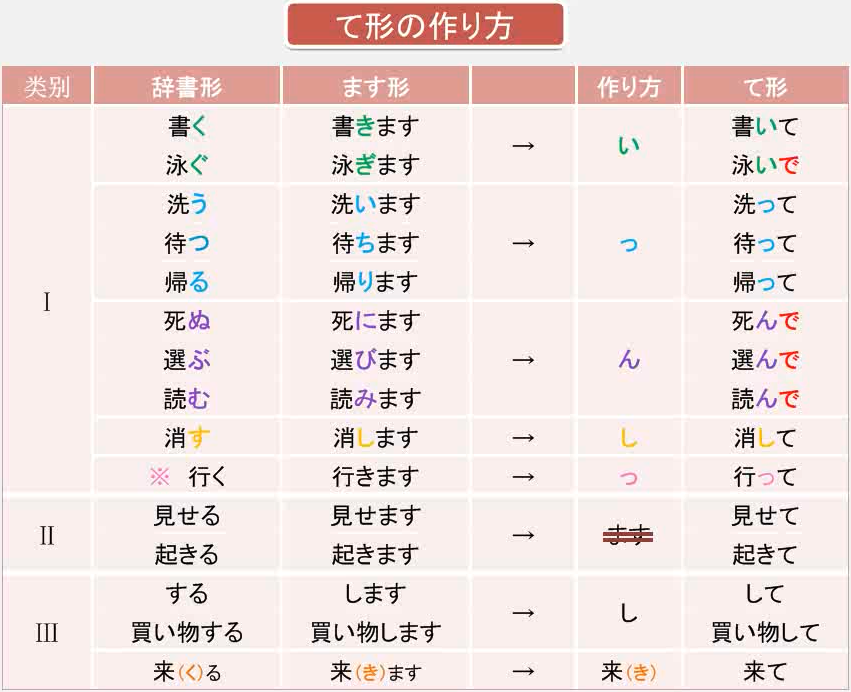 て形の作り方
类别 辞書形 ます形 作り方 て形
Ⅰ
書く 書きます → い 書いて
泳ぐ 泳ぎます 泳いで
洗う 洗います 洗って
待つ 待ちます → っ 待って
帰る 帰ります 帰って
死ぬ 死にます 死んで
選ぶ 選びます → ん 選んで
読む 読みます 読んで
消す 消します → し 消して
※ 行く 行きます → っ 行って
Ⅱ
見せる 見せます → ます 見せて
起きる 起きます 起きて
Ⅲ
する します → し して
買い物する 買い物します 買い物して
来(く)る 来(き)ます → 来(き) 来て